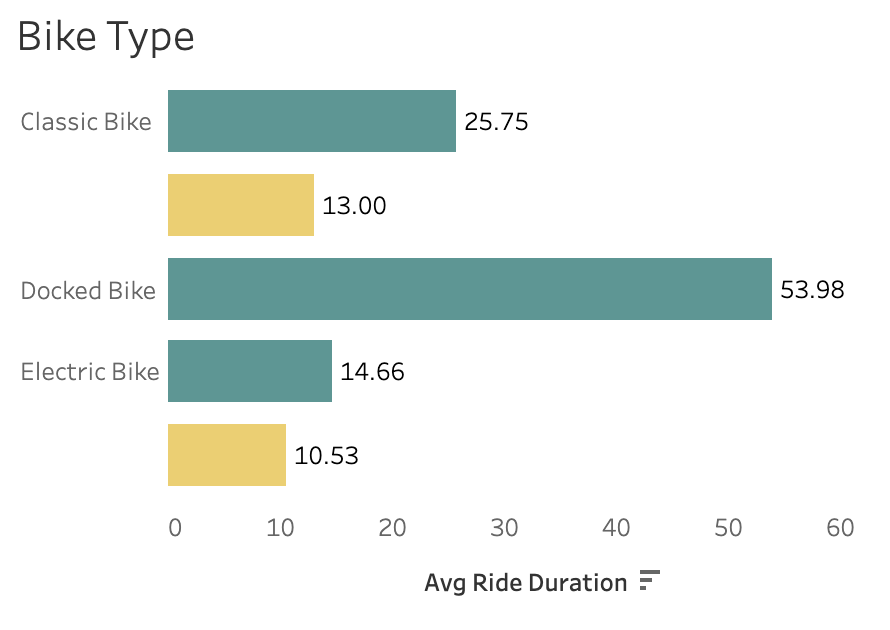 Bike Type
Classic Bike 25.75
13.00
Docked Bike 53.98
Electric Bike 14.66
10.53
0 10 20 30 40 50 60
Avg Ride Duration